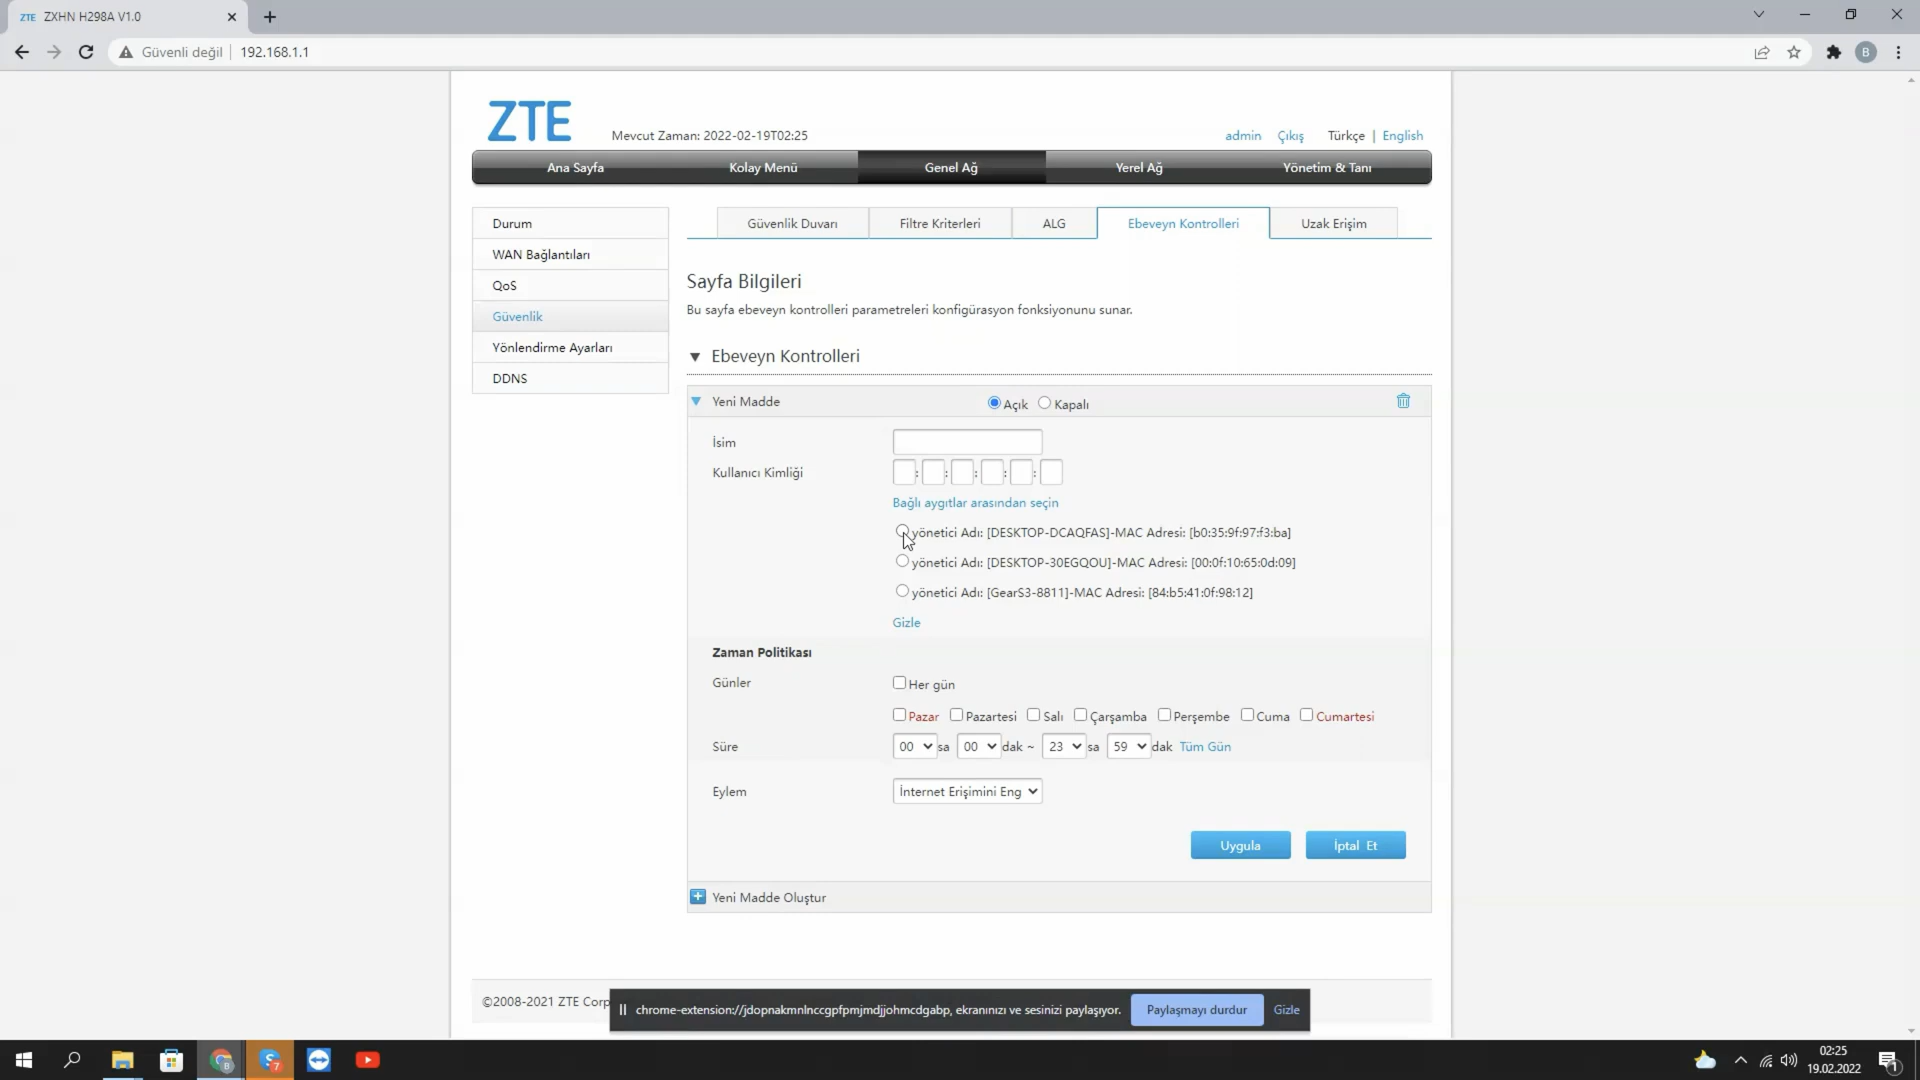 ZTE ZXHN H298A V1.0
Güvenli değil 192.168.1.1
B
ZTE
Mevcut Zaman: 2022-02-19T02:25
admin Çıkış Türkçe | English
Ana Sayfa Kolay Menü Genel Ağ Yerel Ağ Yönetim & Tanı
Durum
WAN Bağlantıları
QoS
Güvenlik
Yönlendirme Ayarları
DDNS
Güvenlik Duvarı Filtre Kriterleri ALG Ebeveyn Kontrolleri Uzak Erişim
Sayfa Bilgileri
Bu sayfa ebeveyn kontrolleri parametreleri konfigürasyon fonksiyonunu sunar.
Ebeveyn Kontrolleri
Yeni Madde Açık Kapalı
İsim
Kullanıcı Kimliği : : : : :
Bağlı aygıtlar arasından seçin
yönetici Adı: [DESKTOP-DCAQFAS]-MAC Adresi: [b0:35:9f:97:f3:ba]
yönetici Adı: [DESKTOP-30EGQOU]-MAC Adresi: [00:0f:10:65:0d:09]
yönetici Adı: [GearS3-8811]-MAC Adresi: [84:b5:41:0f:98:12]
Gizle
Zaman Politikası
Günler Her gün
Pazar Pazartesi Salı Çarşamba Perşembe Cuma Cumartesi
Süre 00 sa 00 dak ~ 23 sa 59 dak Tüm Gün
Eylem İnternet Erişimini Eng
Uygula İptal Et
Yeni Madde Oluştur
©2008-2021 ZTE Corp
chrome-extension://jdopnakmnlnccgpfpmjmdjjohmcdgabp, ekranınızı ve sesinizi paylaşıyor. Paylaşmayı durdur Gizle
02:25
19.02.2022